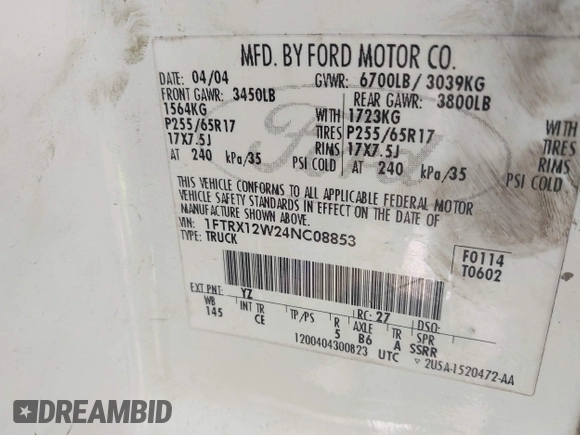 MFD. BY FORD MOTOR CO.
DATE: 04/04 GVWR: 6700LB / 3039KG
FRONT GAWR: 3450LB REAR GAWR: 3800LB
1564KG WITH 1723KG WITH
P255/65R17 TIRES P255/65R17 TIRES
17X7.5J RIMS 17X7.5J RIMS
AT 240 kPa/35 PSI COLD AT 240 kPa/35 PSI COLD
Ford
THIS VEHICLE CONFORMS TO ALL APPLICABLE FEDERAL MOTOR
VEHICLE SAFETY STANDARDS IN EFFECT ON THE DATE OF
MANUFACTURE SHOWN ABOVE.
VIN: 1FTRX12W24NC08853
TYPE: TRUCK
F0114
T0602
EXT PNT: YZ RC: 27 DSO:
WB INT TR TP/PS R AXLE TR SPR
145 CE 5 B6 A SSRR
1200404300823 UTC ▽ 2U5A-1520472-AA
DREAMBID